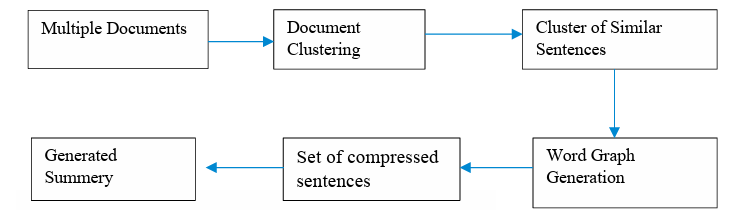 Multiple Documents
Document
Clustering
Cluster of Similar
Sentences
Word Graph
Generation
Set of compressed
sentences
Generated
Summery